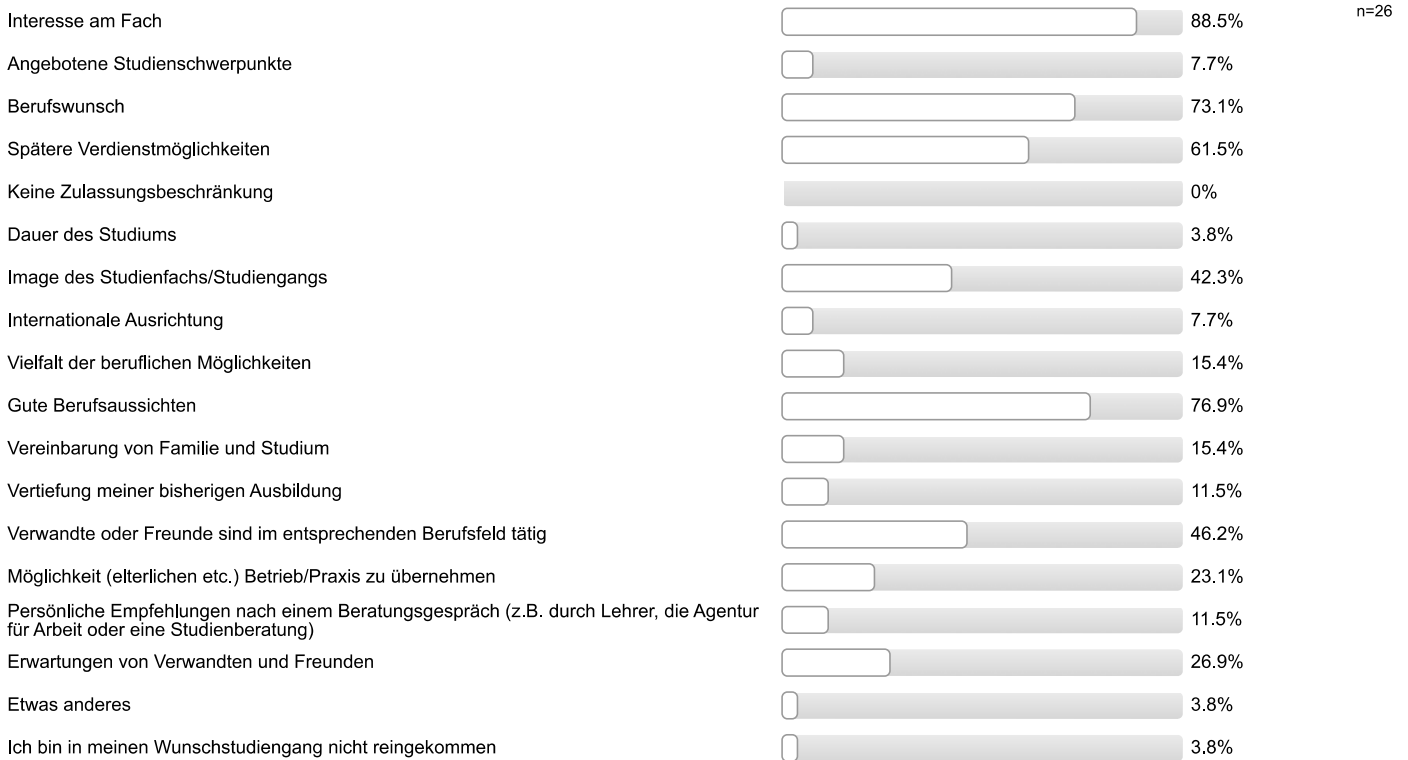 Interesse am Fach 88.5% n=26
Angebotene Studienschwerpunkte 7.7%
Berufswunsch 73.1%
Spätere Verdienstmöglichkeiten 61.5%
Keine Zulassungsbeschränkung 0%
Dauer des Studiums 3.8%
Image des Studienfachs/Studiengangs 42.3%
Internationale Ausrichtung 7.7%
Vielfalt der beruflichen Möglichkeiten 15.4%
Gute Berufsaussichten 76.9%
Vereinbarung von Familie und Studium 15.4%
Vertiefung meiner bisherigen Ausbildung 11.5%
Verwandte oder Freunde sind im entsprechenden Berufsfeld tätig 46.2%
Möglichkeit (elterlichen etc.) Betrieb/Praxis zu übernehmen 23.1%
Persönliche Empfehlungen nach einem Beratungsgespräch (z.B. durch Lehrer, die Agentur
für Arbeit oder eine Studienberatung) 11.5%
Erwartungen von Verwandten und Freunden 26.9%
Etwas anderes 3.8%
Ich bin in meinen Wunschstudiengang nicht reingekommen 3.8%